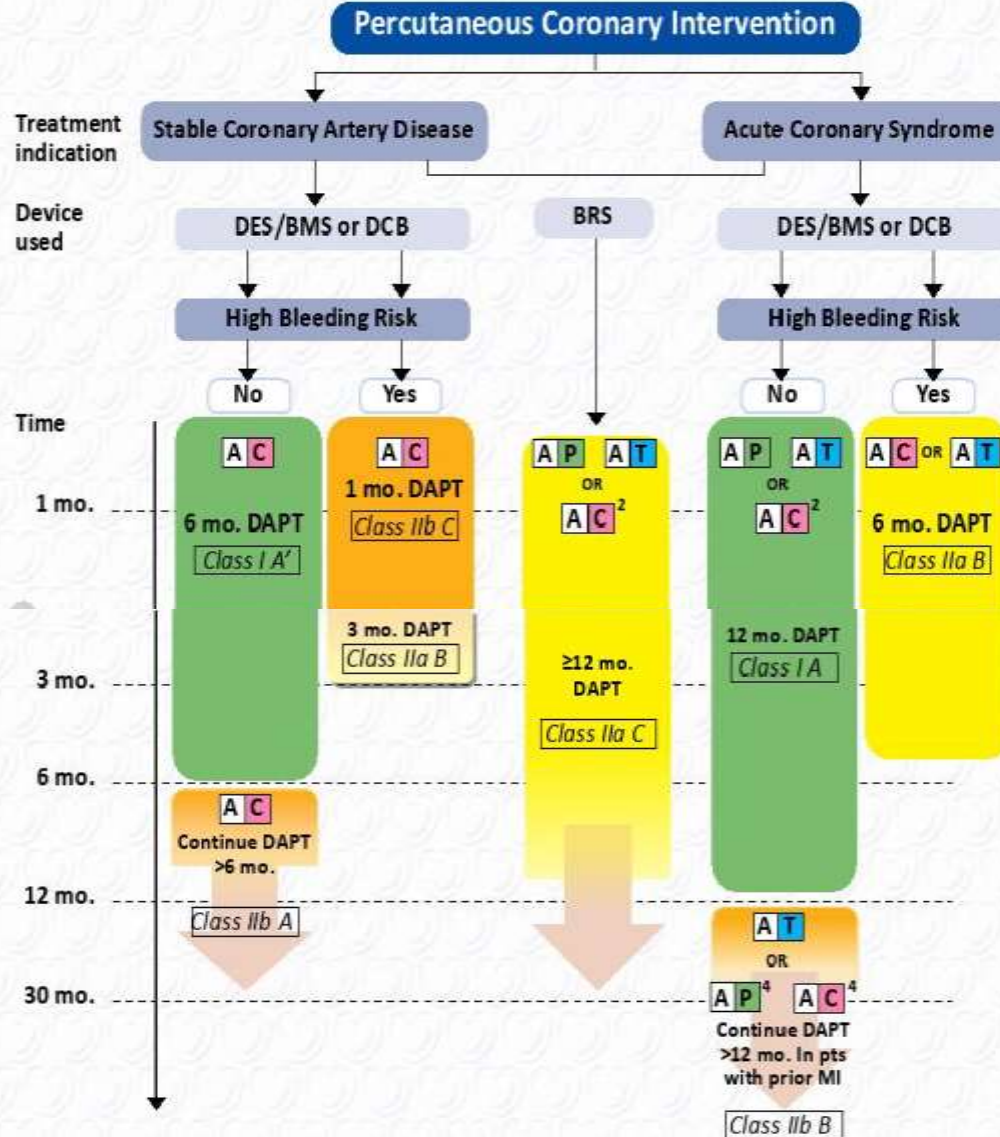 Percutaneous Coronary Intervention
Treatment
indication
Stable Coronary Artery Disease
Acute Coronary Syndrome
Device
used
DES/BMS or DCB
BRS
DES/BMS or DCB
High Bleeding Risk
High Bleeding Risk
No
Yes
No
Yes
Time
A C
A C
A P A T
OR
A C 2
A P A T
OR
A C 2
A C OR A T
1 mo.
6 mo. DAPT
Class I A’
1 mo. DAPT
Class IIb C
6 mo. DAPT
Class IIa B
3 mo. DAPT
Class IIa B
≥12 mo.
DAPT
Class IIa C
12 mo. DAPT
Class I A
3 mo.
6 mo.
A C
Continue DAPT
>6 mo.
Class IIb A
12 mo.
A T
OR
A P 4 A C 4
Continue DAPT
>12 mo. In pts
with prior MI
Class IIb B
30 mo.